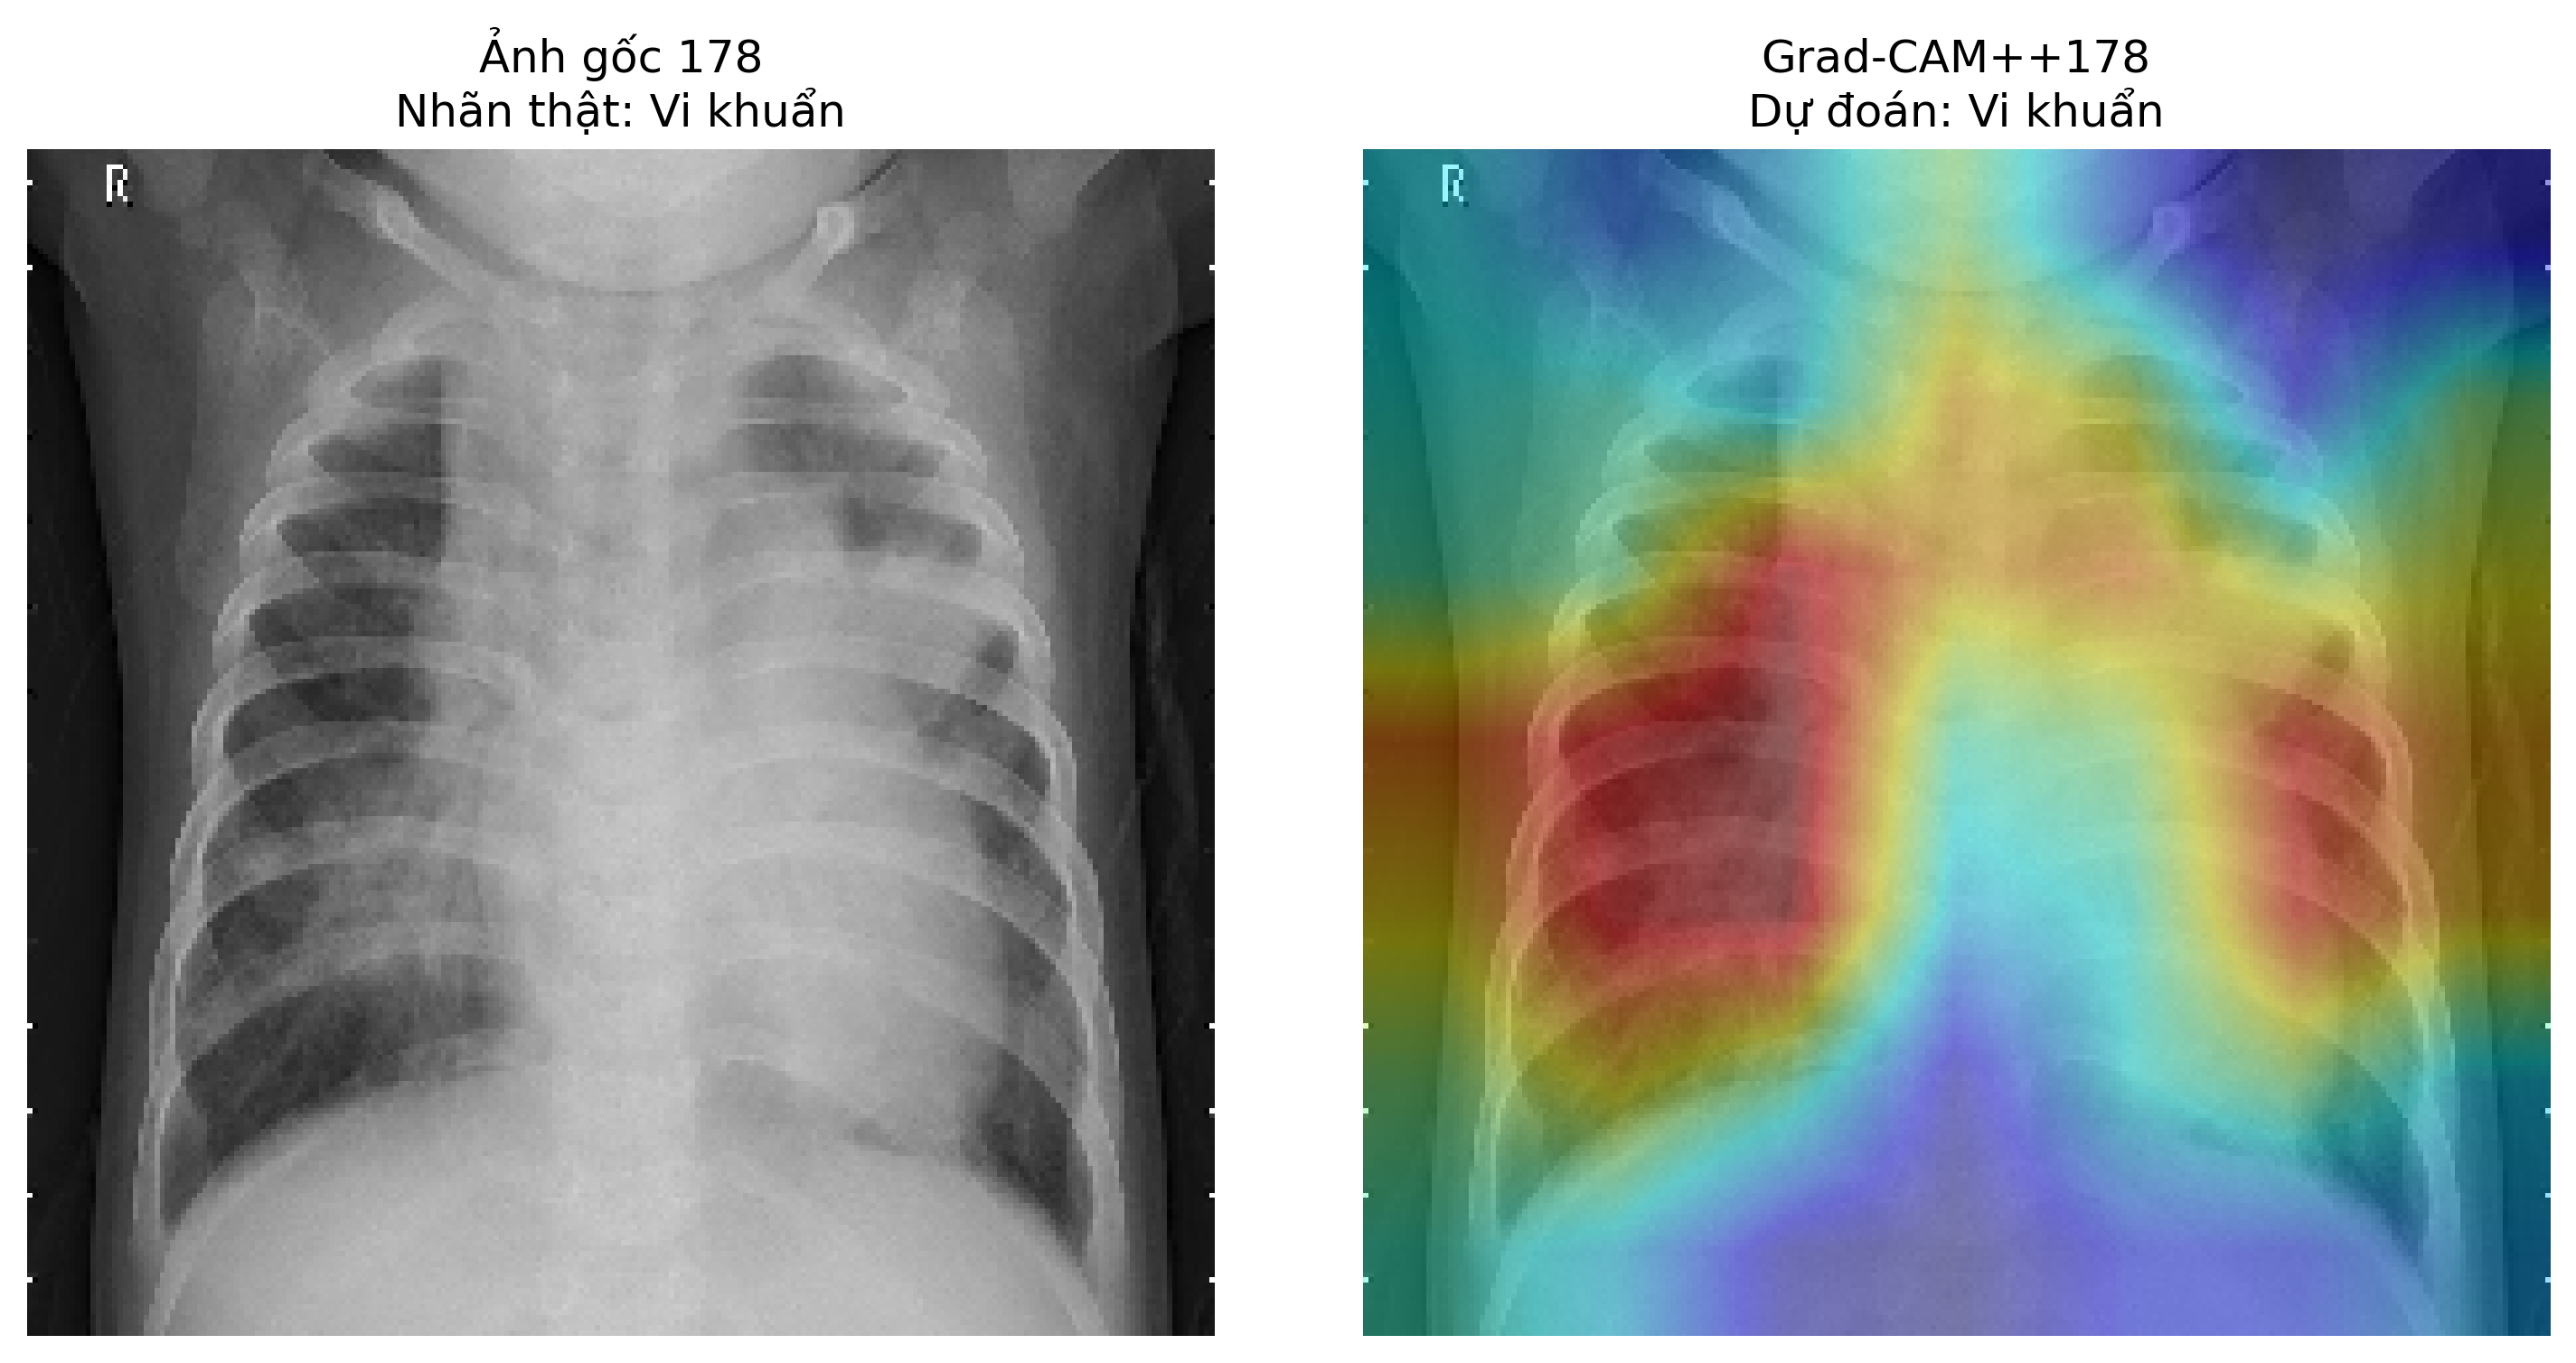 Ảnh gốc 178
Nhãn thật: Vi khuẩn
R
Grad-CAM++178
Dự đoán: Vi khuẩn
R